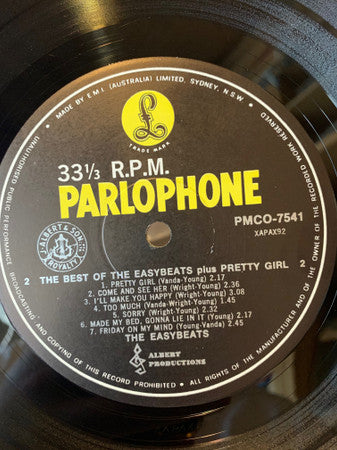 MADE BY E.M.I. (AUSTRALIA) LIMITED, SYDNEY, N.S.W.
UNAUTHORISED PUBLIC PERFORMANCE BROADCASTING AND COPYING OF THIS RECORD PROHIBITED • ALL RIGHTS OF THE MANUFACTURER AND OF THE OWNER OF THE RECORDED WORK RESERVED
£
TRADE MARK
33⅓ R.P.M.
PARLOPHONE
PMCO-7541
XAPAX92
ALBERT & SON
ROYALTY
2 THE BEST OF THE EASYBEATS plus PRETTY GIRL 2
1. PRETTY GIRL (Vanda-Young) 2.17
2. COME AND SEE HER (Wright-Young) 2.36
3. I'LL MAKE YOU HAPPY (Wright-Young) 3.08
4. TOO MUCH (Vanda-Wright-Young) 1.45
5. SORRY (Wright-Young) 2.35
6. MADE MY BED, GONNA LIE IN IT (Young) 2.17
7. FRIDAY ON MY MIND (Young-Vanda) 2.45
THE EASYBEATS
ALBERT
PRODUCTIONS
XPAX92